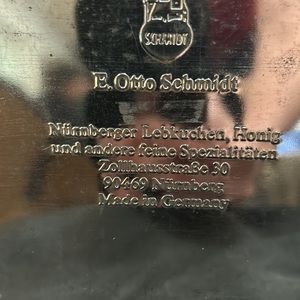 SCHMIDT
E. Otto Schmidt
Nürnberger Lebkuchen, Honig
und andere feine Spezialitäten
Zollhausstraße 30
90469 Nürnberg
Made in Germany